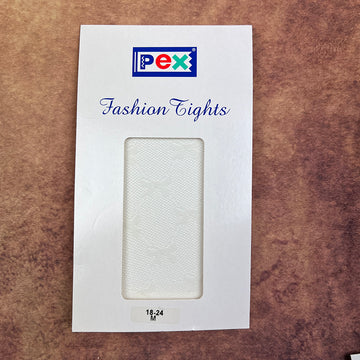 pex
Fashion Tights
18-24
M